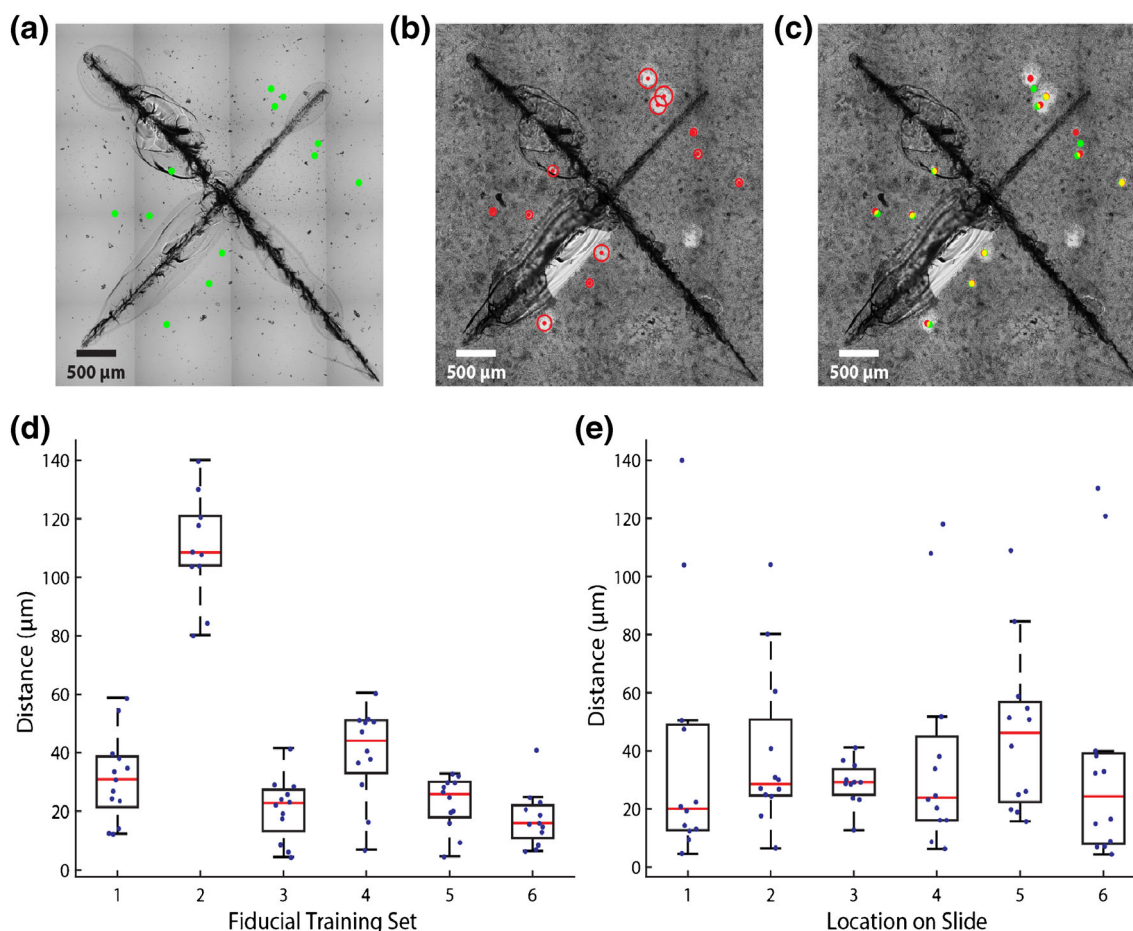 (a)
500 µm
(b)
500 µm
(c)
500 µm
(d)
Distance (µm)
140
120
100
80
60
40
20
0
1 2 3 4 5 6
Fiducial Training Set
(e)
Distance (µm)
140
120
100
80
60
40
20
0
1 2 3 4 5 6
Location on Slide